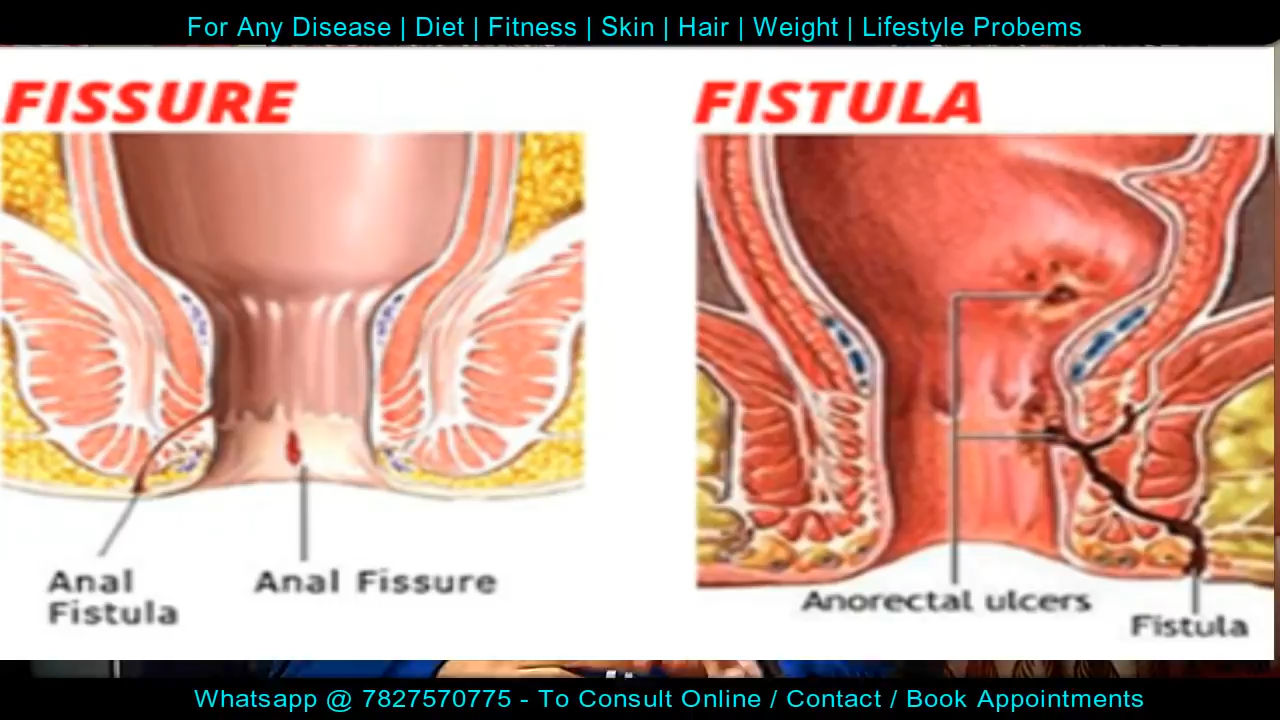 For Any Disease | Diet | Fitness | Skin | Hair | Weight | Lifestyle Probems
FISSURE
FISTULA
Anal
Fistula
Anal Fissure
Anorectal ulcers
Fistula
Whatsapp @ 7827570775 - To Consult Online / Contact / Book Appointments